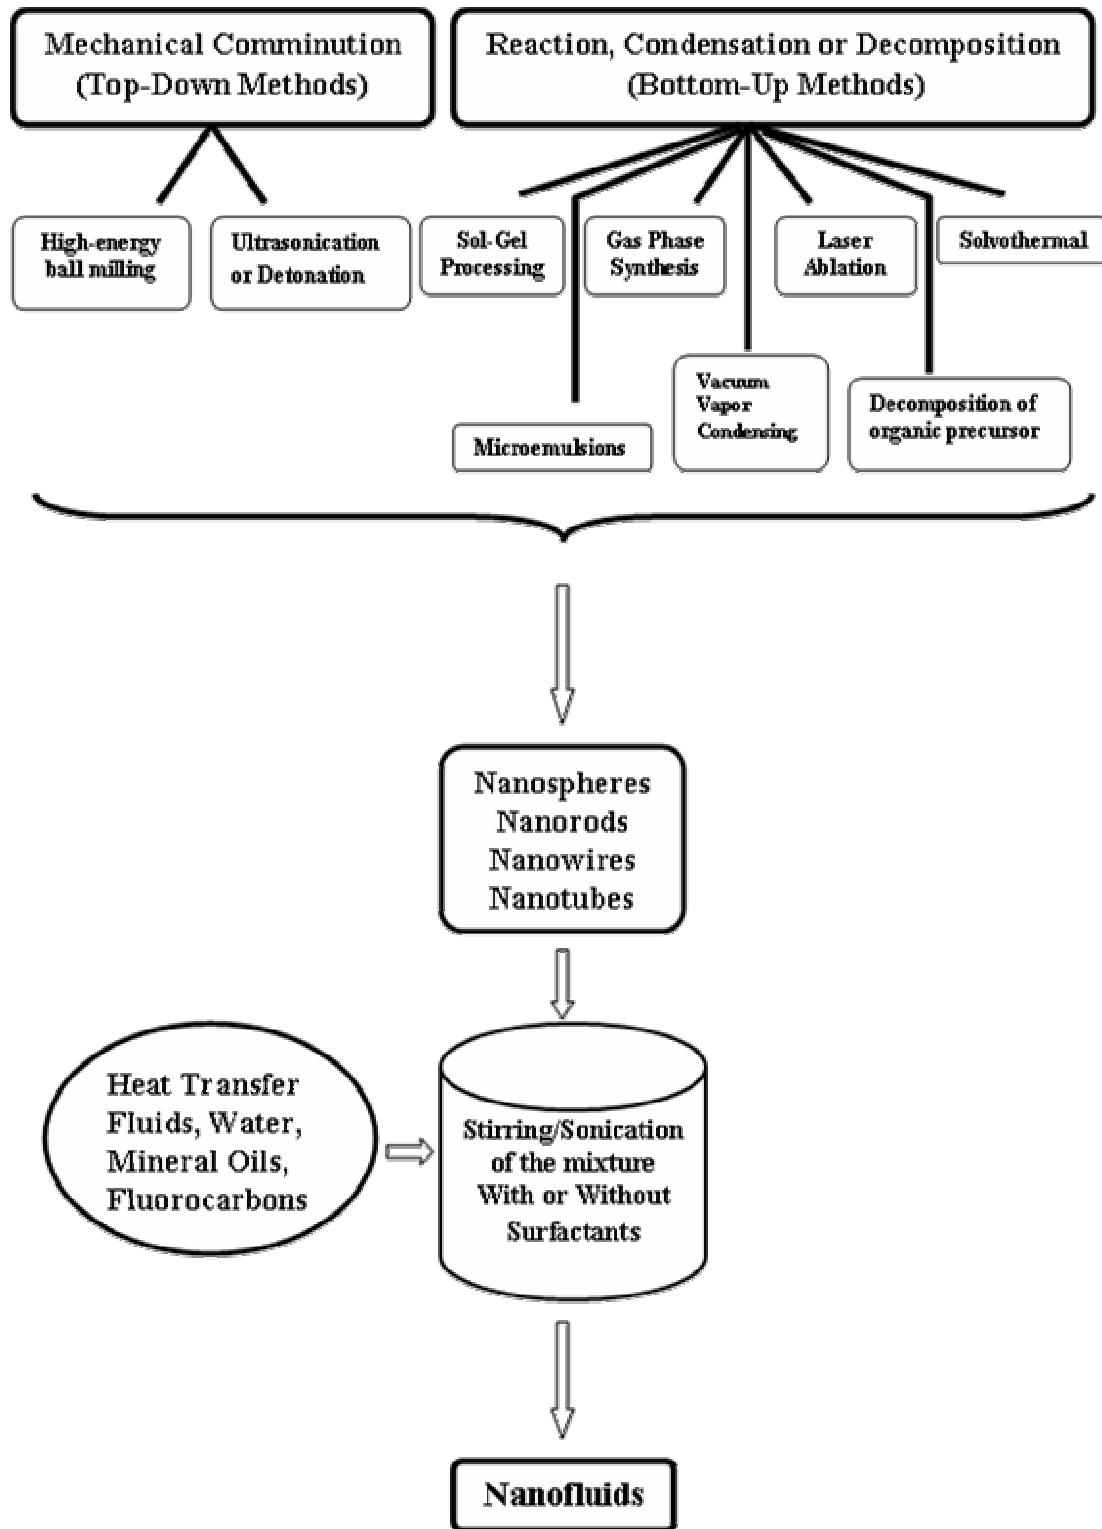 Mechanical Comminution
(Top-Down Methods)
Reaction, Condensation or Decomposition
(Bottom-Up Methods)
High-energy
ball milling
Ultrasonication
or Detonation
Sol-Gel
Processing
Gas Phase
Synthesis
Laser
Ablation
Solvothermal
Microemulsions
Vacuum
Vapor
Condensing
Decomposition of
organic precursor
Nanospheres
Nanorods
Nanowires
Nanotubes
Heat Transfer
Fluids, Water,
Mineral Oils,
Fluorocarbons
Stirring/Sonication
of the mixture
With or Without
Surfactants
Nanofluids